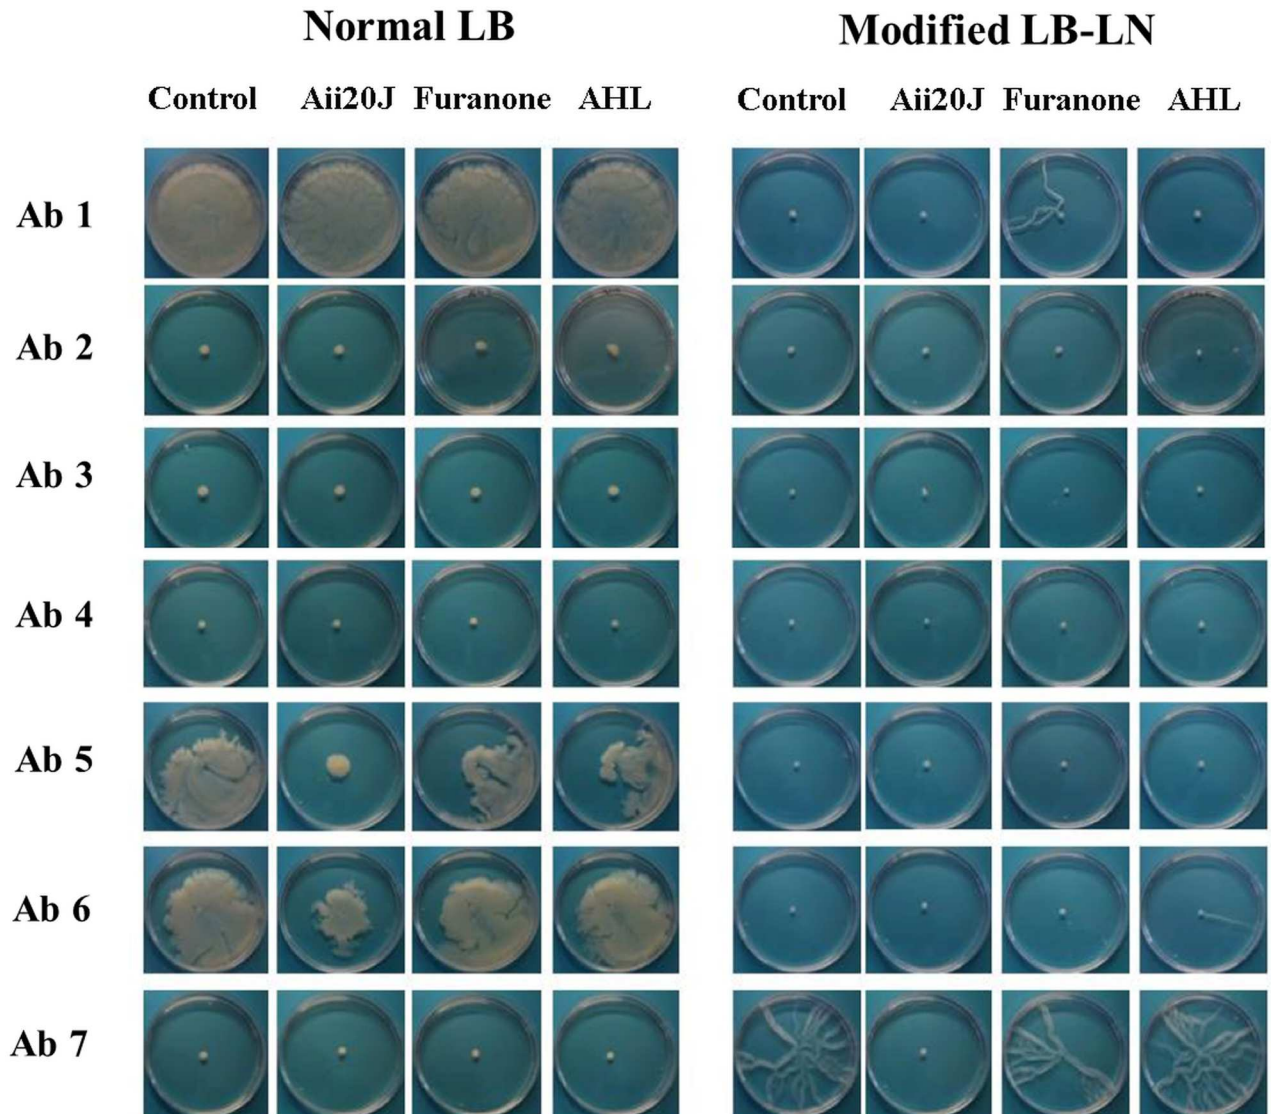 Normal LB Modified LB-LN
Control Aii20J Furanone AHL Control Aii20J Furanone AHL
Ab 1
Ab 2
Ab 3
Ab 4
Ab 5
Ab 6
Ab 7